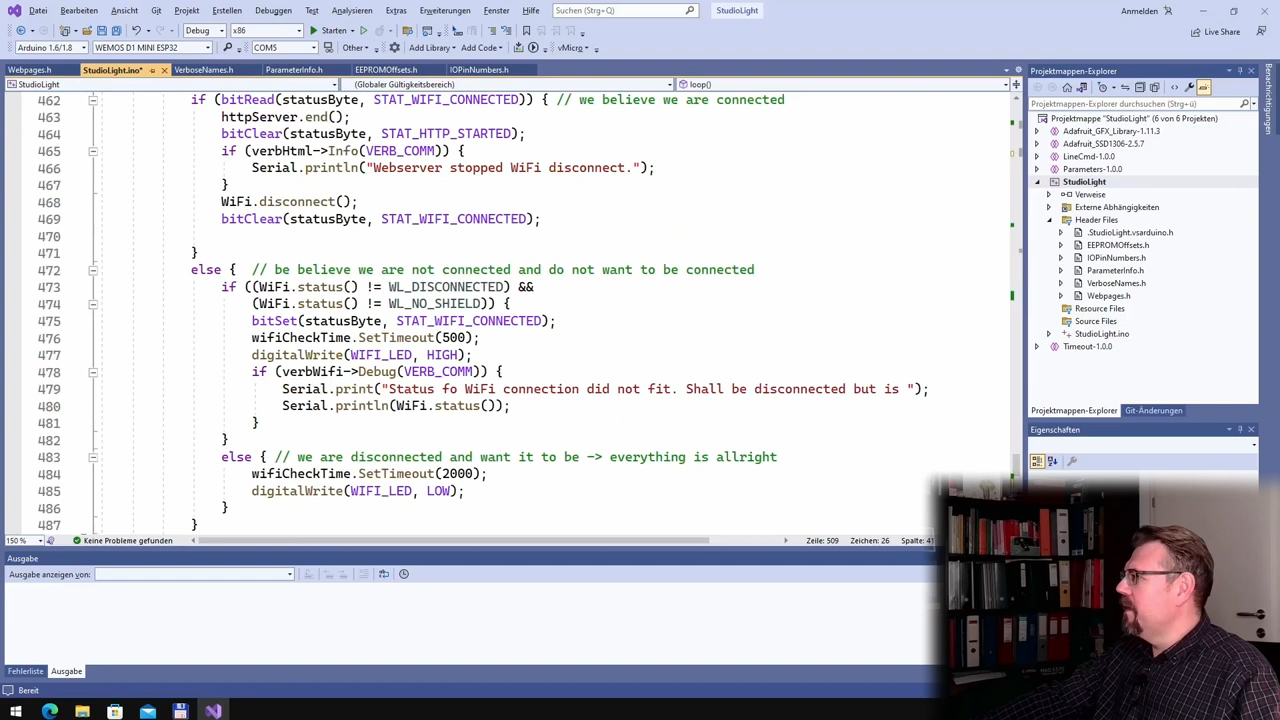 Datei Bearbeiten Ansicht Git Projekt Erstellen Debuggen Test Analysieren Extras Erweiterungen Fenster Hilfe Suchen (Strg+Q) StudioLight Anmelden
Debug x86 Starten Live Share
Arduino 1.6/1.8 WEMOS D1 MINI ESP32 COM5 Other Add Library Add Code vMicro
Webpages.h StudioLight.ino* VerboseNames.h ParameterInfo.h EEPROMOffsets.h IOPinNumbers.h
StudioLight (Globaler Gültigkeitsbereich) loop()
462 if (bitRead(statusByte, STAT_WIFI_CONNECTED)) { // we believe we are connected
463 httpServer.end();
464 bitClear(statusByte, STAT_HTTP_STARTED);
465 if (verbHtml->Info(VERB_COMM)) {
466 Serial.println("Webserver stopped WiFi disconnect.");
467 }
468 WiFi.disconnect();
469 bitClear(statusByte, STAT_WIFI_CONNECTED);
470
471 }
472 else { // be believe we are not connected and do not want to be connected
473 if ((WiFi.status() != WL_DISCONNECTED) &&
474 (WiFi.status() != WL_NO_SHIELD)) {
475 bitSet(statusByte, STAT_WIFI_CONNECTED);
476 wifiCheckTime.SetTimeout(500);
477 digitalWrite(WIFI_LED, HIGH);
478 if (verbWifi->Debug(VERB_COMM)) {
479 Serial.print("Status fo WiFi connection did not fit. Shall be disconnected but is ");
480 Serial.println(WiFi.status());
481 }
482 }
483 else { // we are disconnected and want it to be -> everything is allright
484 wifiCheckTime.SetTimeout(2000);
485 digitalWrite(WIFI_LED, LOW);
486 }
487 }
150 % Keine Probleme gefunden Zeile: 509 Zeichen: 26 Spalte: 41
Ausgabe
Ausgabe anzeigen von:
Fehlerliste Ausgabe
Bereit
Projektmappen-Explorer
Projektmappen-Explorer durchsuchen (Strg+ü)
Projektmappe "StudioLight" (6 von 6 Projekten)
Adafruit_GFX_Library-1.11.3
Adafruit_SSD1306-2.5.7
LineCmd-1.0.0
Parameters-1.0.0
StudioLight
Verweise
Externe Abhängigkeiten
Header Files
.StudioLight.vsarduino.h
EEPROMOffsets.h
IOPinNumbers.h
ParameterInfo.h
VerboseNames.h
Webpages.h
Resource Files
Source Files
StudioLight.ino
Timeout-1.0.0
Projektmappen-Explorer Git-Änderungen
Eigenschaften
Benachrichtigungen